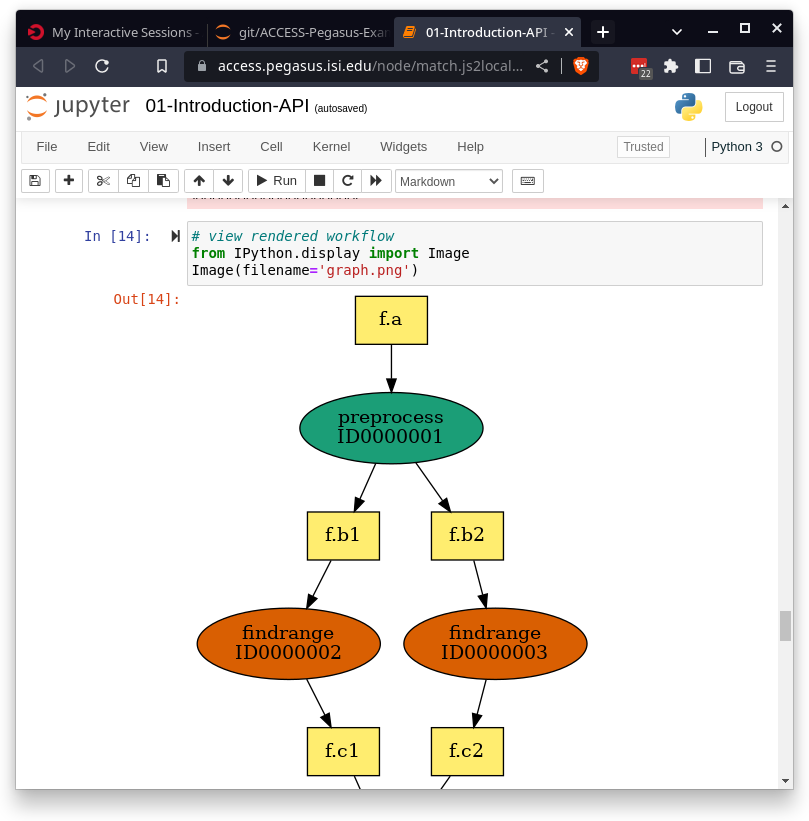 My Interactive Sessions -
git/ACCESS-Pegasus-Exar
01-Introduction-API -
access.pegasus.isi.edu/node/match.js2local...
22
jupyter 01-Introduction-API (autosaved)
Logout
File Edit View Insert Cell Kernel Widgets Help
Trusted
Python 3
Run
Markdown
In [14]:
# view rendered workflow
from IPython.display import Image
Image(filename='graph.png')
Out[14]:
f.a
preprocess
ID0000001
f.b1 f.b2
findrange findrange
ID0000002 ID0000003
f.c1 f.c2